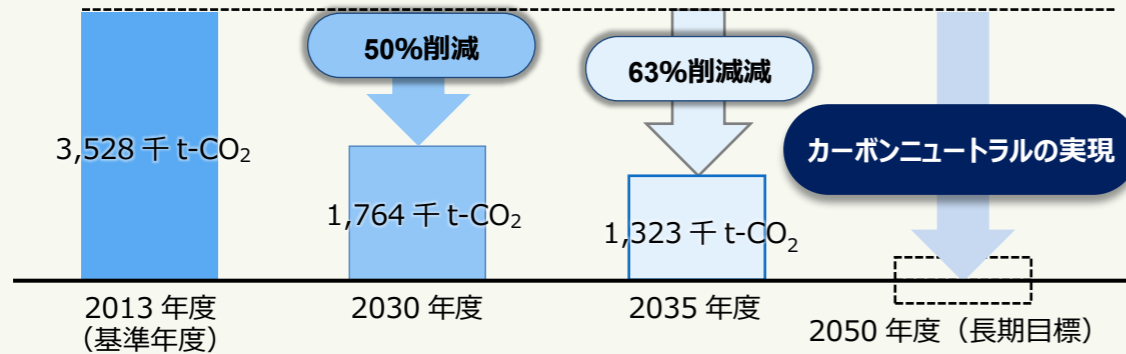 50%削減
63%削減減
カーボンニュートラルの実現
3,528 千 t-CO₂
1,764 千 t-CO₂
1,323 千 t-CO₂
2013 年度
（基準年度）
2030 年度
2035 年度
2050 年度（長期目標）